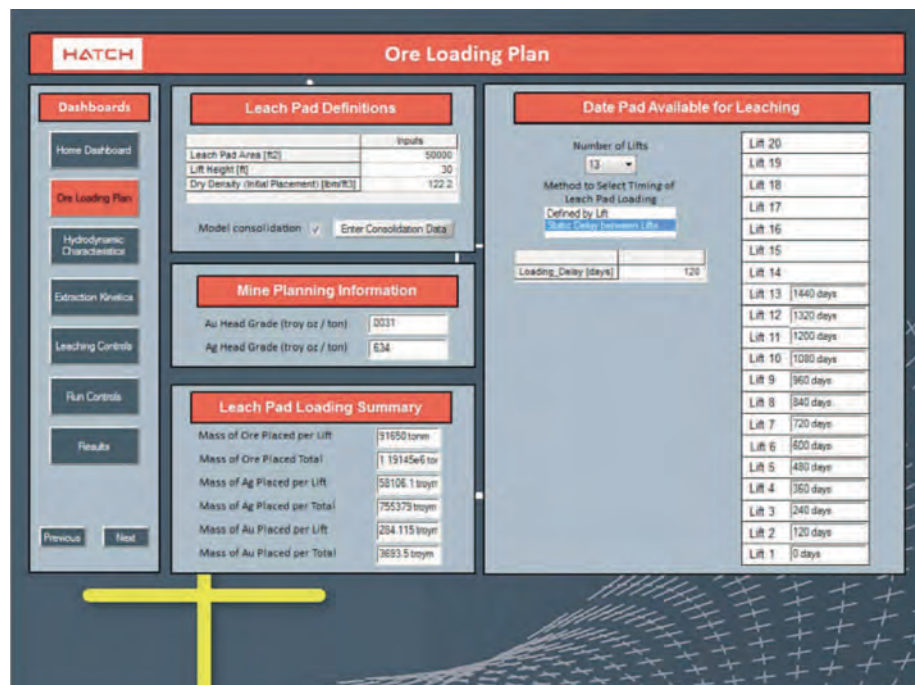 HATCH
Ore Loading Plan
Dashboards
Home Dashboard
Ore Loading Plan
Hydrodynamic
Characteristics
Extraction Kinetics
Leaching Controls
Run Controls
Results
Previous
Next
Leach Pad Definitions
Inputs
Leach Pad Area [ft2] 50000
Lift Height [ft] 30
Dry Density (Initial Placement) [lbm/ft3] 122.2
Model consolidation
Enter Consolidation Data
Mine Planning Information
Au Head Grade (troy oz / ton) .0031
Ag Head Grade (troy oz / ton) .634
Leach Pad Loading Summary
Mass of Ore Placed per Lift 91650 tonm
Mass of Ore Placed Total 1.19145e6 tor
Mass of Ag Placed per Lift 58106.1 troym
Mass of Ag Placed per Total 755379 troym
Mass of Au Placed per Lift 284.115 troym
Mass of Au Placed per Total 3693.5 troym
Date Pad Available for Leaching
Number of Lifts
13
Method to Select Timing of
Leach Pad Loading
Defined by Lift
Static Delay between Lifts
Loading_Delay [days] 120
Lift 20
Lift 19
Lift 18
Lift 17
Lift 16
Lift 15
Lift 14
Lift 13 1440 days
Lift 12 1320 days
Lift 11 1200 days
Lift 10 1080 days
Lift 9 960 days
Lift 8 840 days
Lift 7 720 days
Lift 6 600 days
Lift 5 480 days
Lift 4 360 days
Lift 3 240 days
Lift 2 120 days
Lift 1 0 days